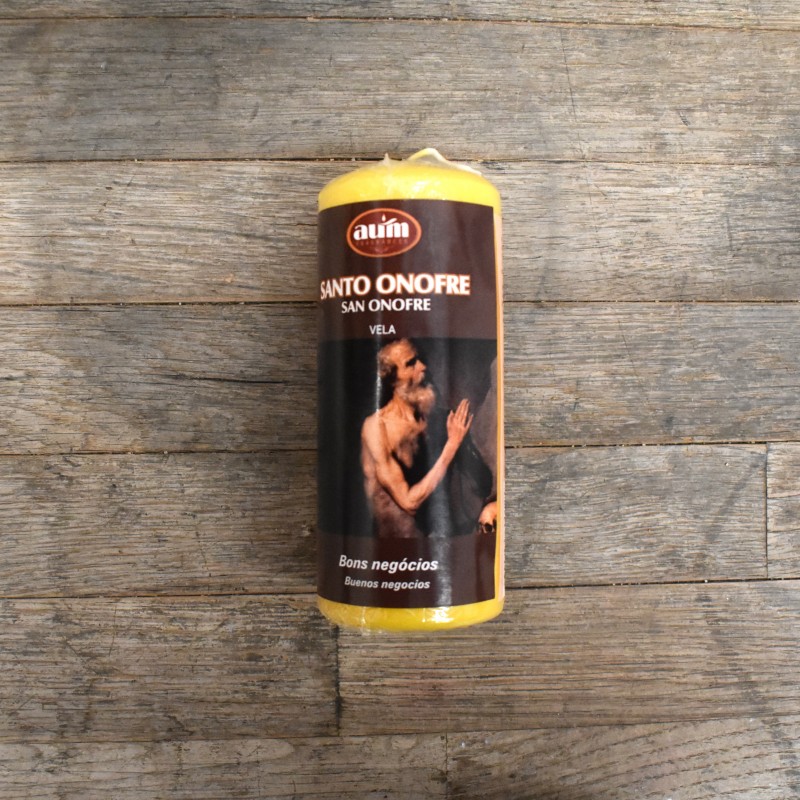 aum
SANTO ONOFRE
SAN ONOFRE
VELA
Bons negócios
Buenos negocios